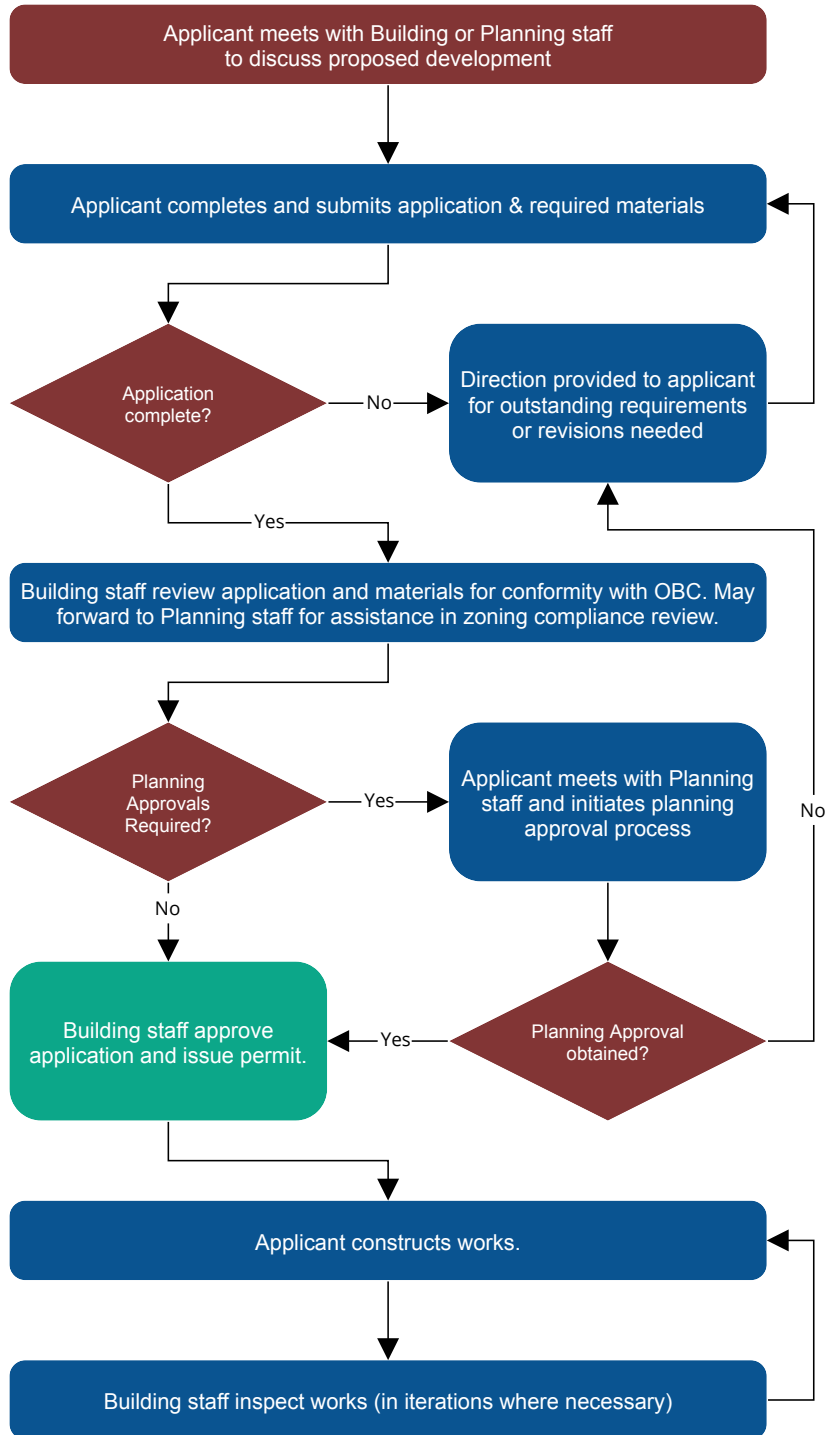 Applicant meets with Building or Planning staff
to discuss proposed development
Applicant completes and submits application & required materials
Application
complete?
No
Direction provided to applicant
for outstanding requirements
or revisions needed
Yes
Building staff review application and materials for conformity with OBC. May
forward to Planning staff for assistance in zoning compliance review.
Planning
Approvals
Required?
Yes
Applicant meets with Planning
staff and initiates planning
approval process
No
No
Building staff approve
application and issue permit.
Yes
Planning Approval
obtained?
Applicant constructs works.
Building staff inspect works (in iterations where necessary)